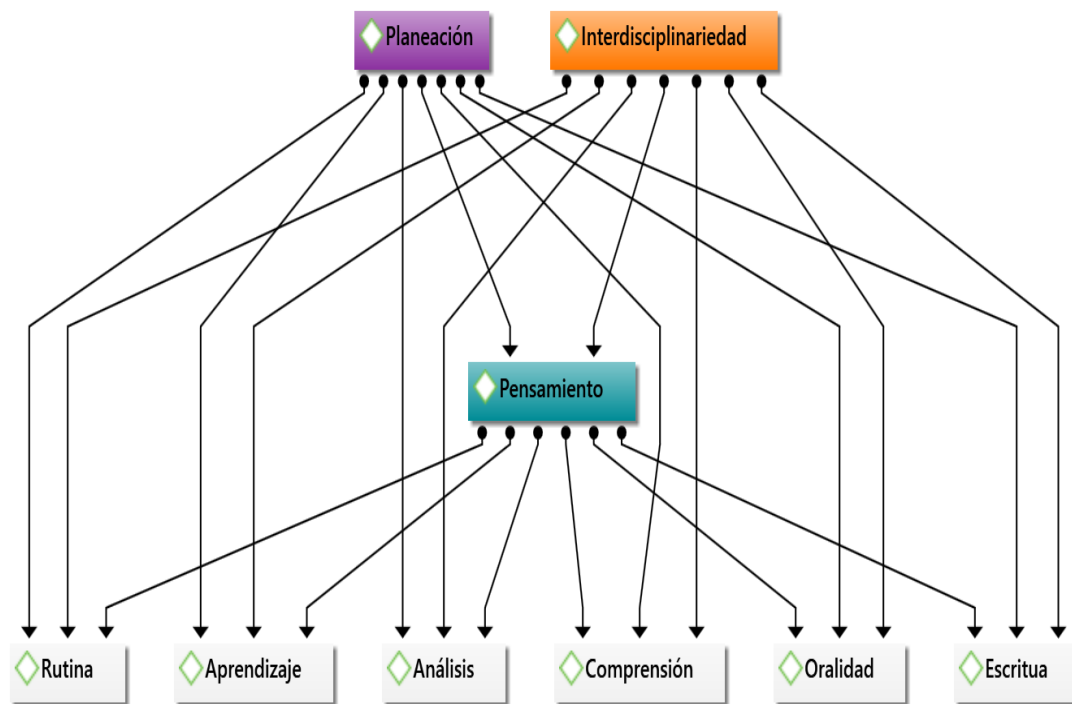 Planeación
Interdisciplinariedad
Pensamiento
Rutina
Aprendizaje
Análisis
Comprensión
Oralidad
Escritua